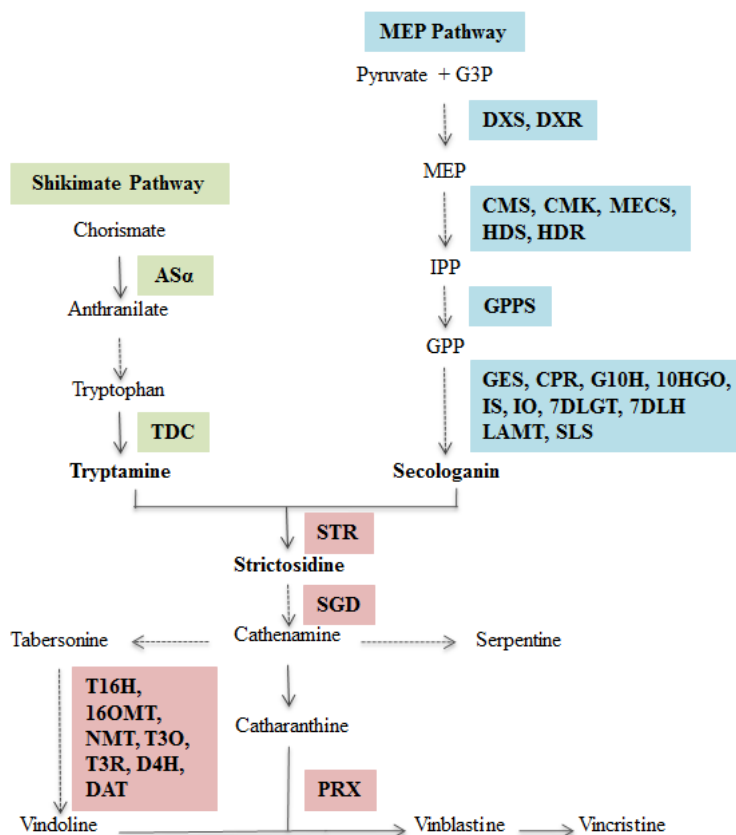 MEP Pathway
Pyruvate + G3P
DXS, DXR
MEP
CMS, CMK, MECS,
HDS, HDR
IPP
GPPS
GPP
GES, CPR, G10H, 10HGO,
IS, IO, 7DLGT, 7DLH
LAMT, SLS
Secologanin
Shikimate Pathway
Chorismate
ASα
Anthranilate
Tryptophan
TDC
Tryptamine
STR
Strictosidine
SGD
Tabersonine
Cathenamine
Serpentine
T16H,
16OMT,
NMT, T3O,
T3R, D4H,
DAT
Catharanthine
PRX
Vindoline
Vinblastine
Vincristine